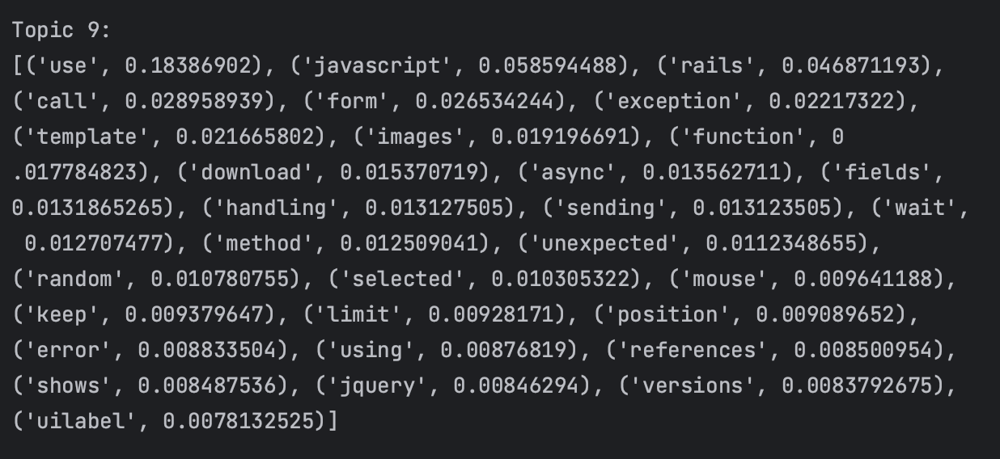 Topic 9:
[('use', 0.18386902), ('javascript', 0.058594488), ('rails', 0.046871193),
('call', 0.028958939), ('form', 0.026534244), ('exception', 0.02217322),
('template', 0.021665802), ('images', 0.019196691), ('function', 0
.017784823), ('download', 0.015370719), ('async', 0.013562711), ('fields',
0.0131865265), ('handling', 0.013127505), ('sending', 0.013123505), ('wait',
 0.012707477), ('method', 0.012509041), ('unexpected', 0.0112348655),
('random', 0.010780755), ('selected', 0.010305322), ('mouse', 0.009641188),
('keep', 0.009379647), ('limit', 0.00928171), ('position', 0.009089652),
('error', 0.008833504), ('using', 0.00876819), ('references', 0.008500954),
('shows', 0.008487536), ('jquery', 0.00846294), ('versions', 0.0083792675),
('uilabel', 0.0078132525)]